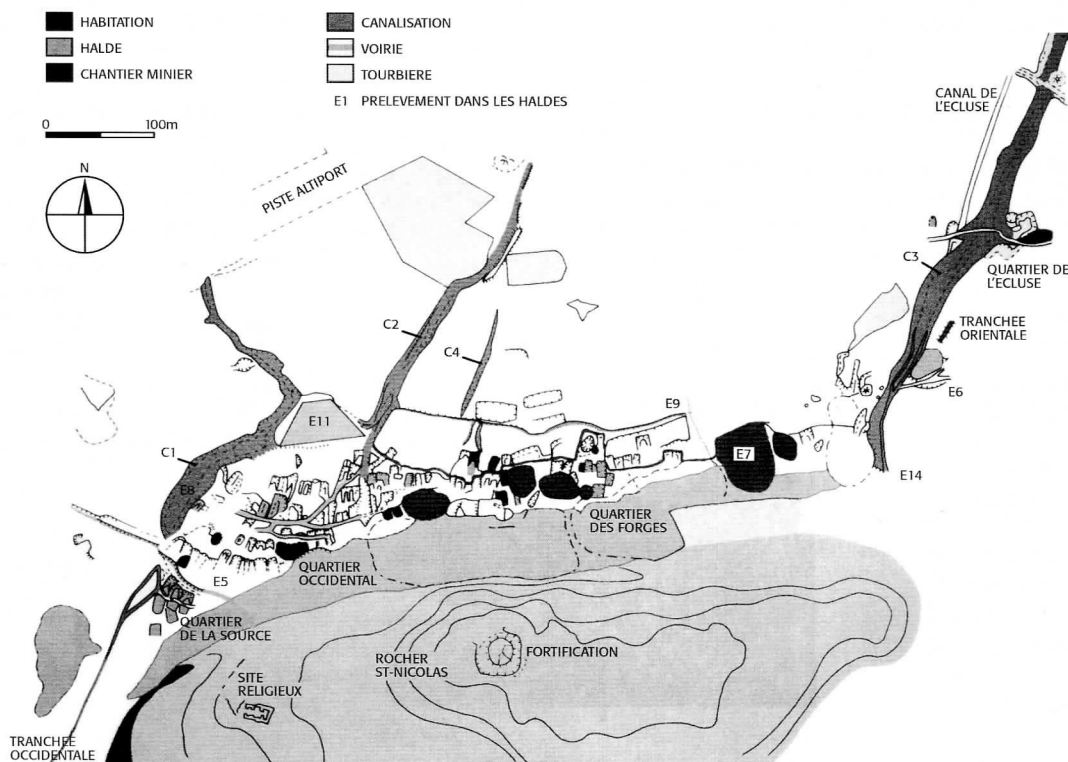 HABITATION
HALDE
CHANTIER MINIER
CANALISATION
VOIRIE
TOURBIERE
E1 PRELEVEMENT DANS LES HALDES
0 100m
N
PISTE ALTIPORT
CANAL DE
L'ECLUSE
C3
QUARTIER DE
L'ECLUSE
TRANCHEE
ORIENTALE
C2
C4
E6
E9
E11
C1
E7
E14
E8
QUARTIER
DES FORGES
QUARTIER
OCCIDENTAL
E5
QUARTIER
DE LA SOURCE
ROCHER
ST-NICOLAS
FORTIFICATION
SITE
RELIGIEUX
TRANCHEE
OCCIDENTALE